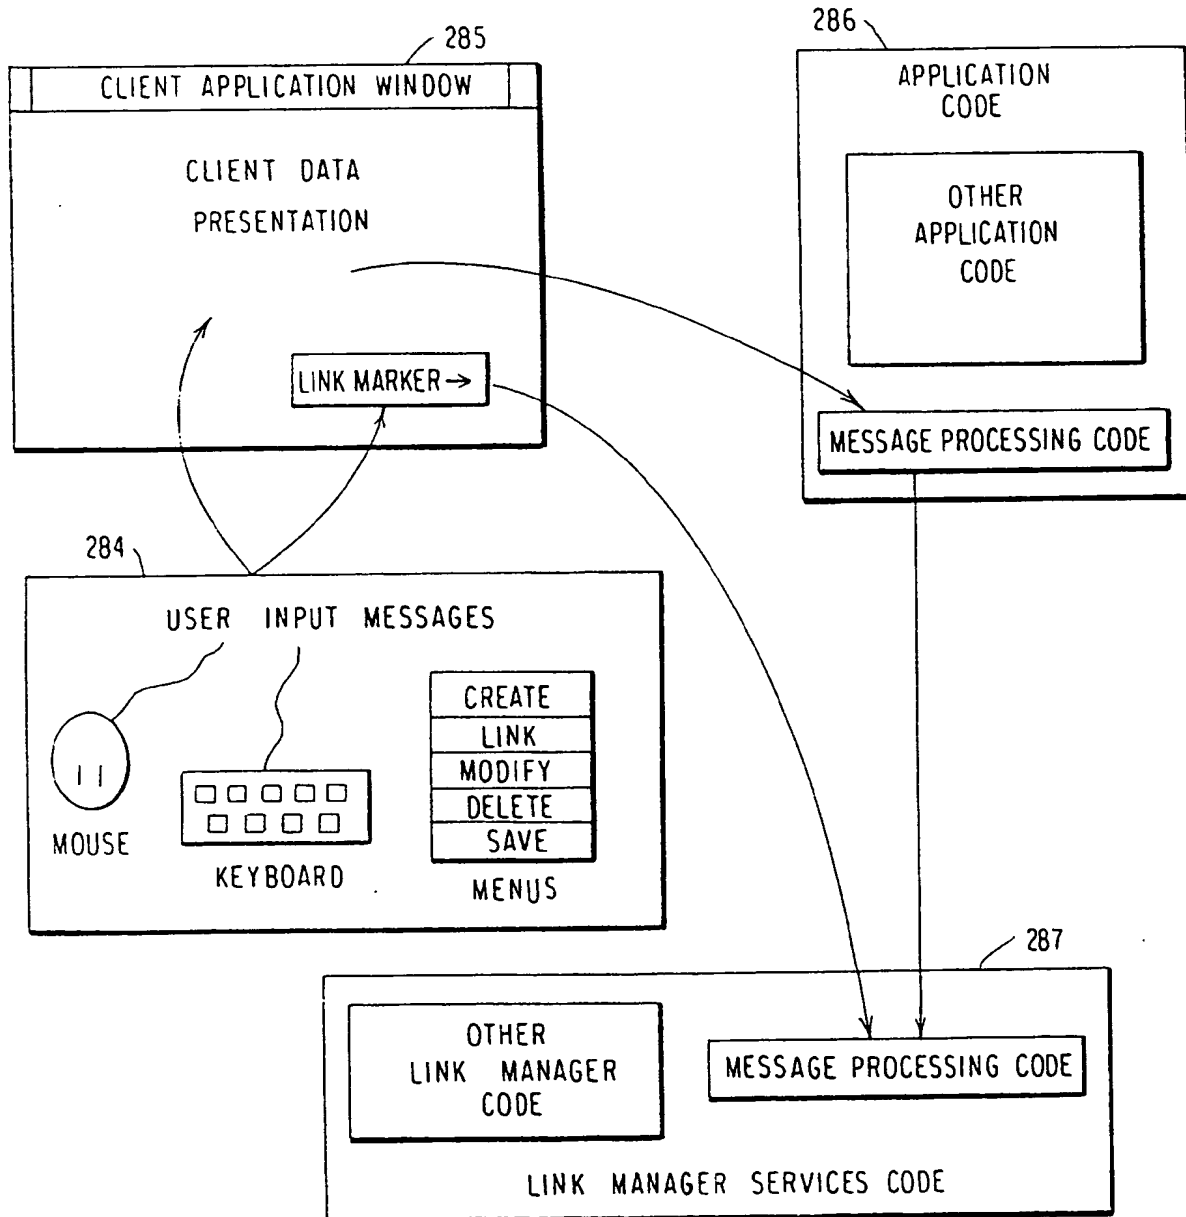 285
CLIENT APPLICATION WINDOW
CLIENT DATA
PRESENTATION
LINK MARKER →
286
APPLICATION
CODE
OTHER
APPLICATION
CODE
MESSAGE PROCESSING CODE
284
USER INPUT MESSAGES
MOUSE
KEYBOARD
CREATE
LINK
MODIFY
DELETE
SAVE
MENUS
287
OTHER
LINK MANAGER
CODE
MESSAGE PROCESSING CODE
LINK MANAGER SERVICES CODE